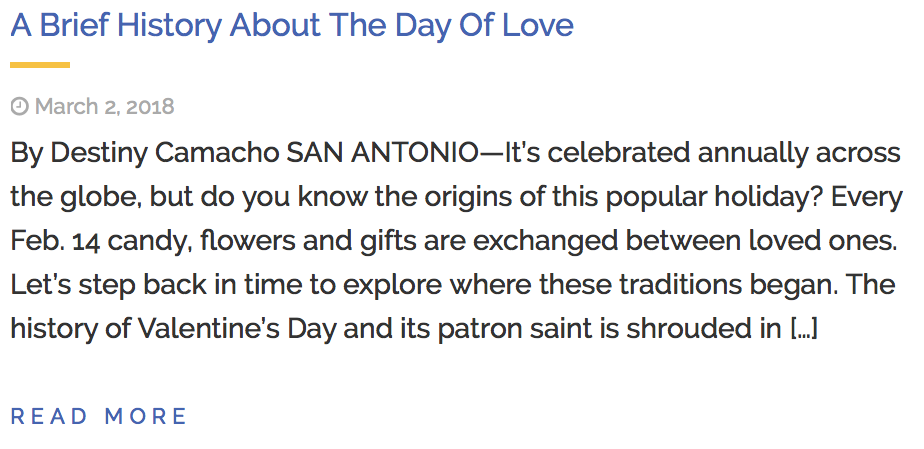 A Brief History About The Day Of Love
March 2, 2018
By Destiny Camacho SAN ANTONIO—It’s celebrated annually across
the globe, but do you know the origins of this popular holiday? Every
Feb. 14 candy, flowers and gifts are exchanged between loved ones.
Let’s step back in time to explore where these traditions began. The
history of Valentine’s Day and its patron saint is shrouded in […]
READ MORE